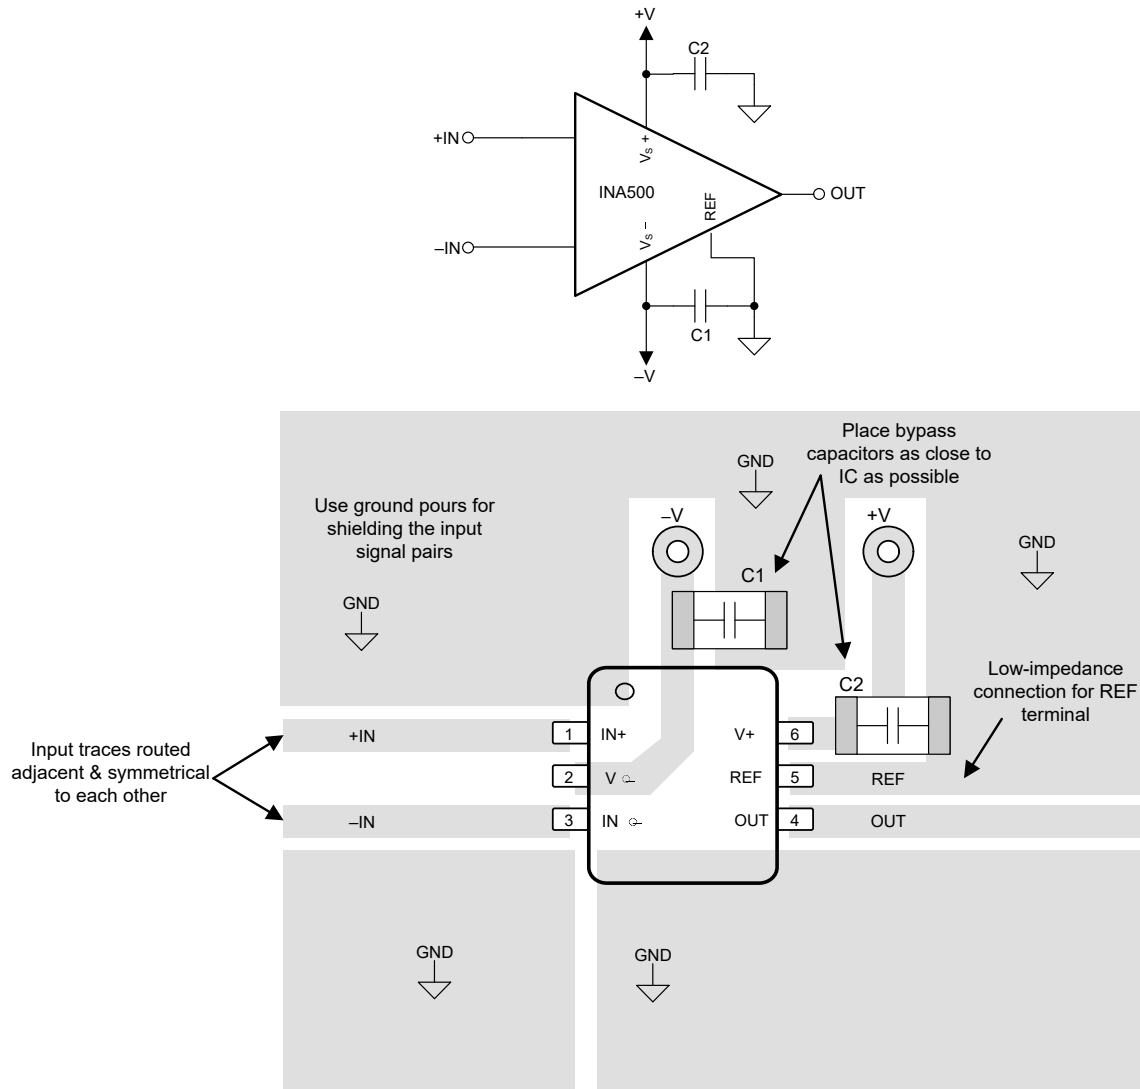 +V
C2
+IN
VS +
INA500
OUT
REF
–IN
VS –
C1
–V
Place bypass
capacitors as close to
IC as possible
GND
Use ground pours for
shielding the input
signal pairs
–V
+V
GND
C1
GND
Low-impedance
connection for REF
terminal
C2
Input traces routed
adjacent & symmetrical
to each other
+IN
1 IN+
V+ 6
2 V –
REF 5
REF
–IN
3 IN –
OUT 4
OUT
GND
GND